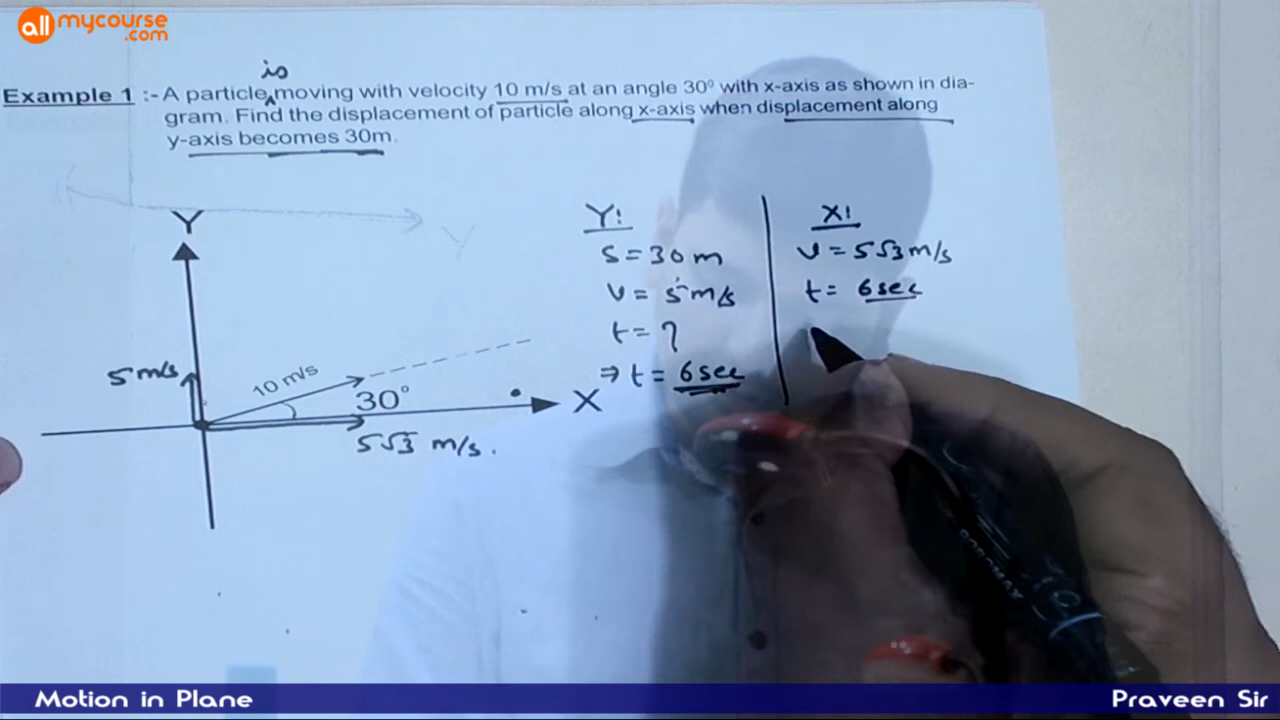 all mycourse
.com
is
Example 1 :- A particle ^ moving with velocity 10 m/s at an angle 30° with x-axis as shown in dia-
gram. Find the displacement of particle along x-axis when displacement along
y-axis becomes 30m.
Y
Y
Y:
S = 30 m
v = 5 m/s
t = ?
⇒ t = 6 sec
X:
v = 5√3 m/s
t = 6 sec
5 m/s
10 m/s
30°
X
5√3 m/s.
Motion in Plane
Praveen Sir